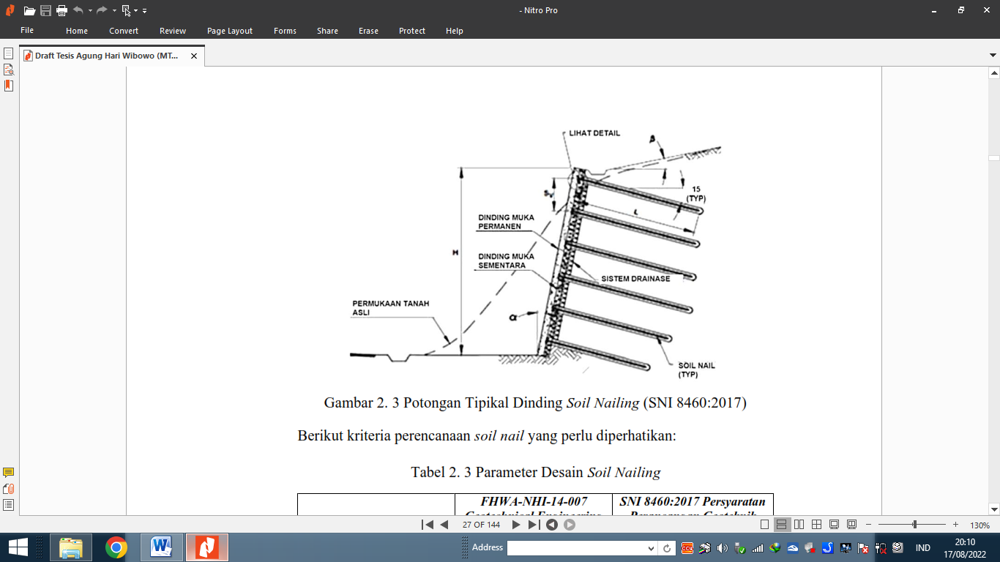 - Nitro Pro
File Home Convert Review Page Layout Forms Share Erase Protect Help
Draft Tesis Agung Hari Wibowo (MT...
LIHAT DETAIL
β
15
(TYP)
Sv
L
DINDING MUKA
PERMANEN
H
DINDING MUKA
SEMENTARA
SISTEM DRAINASE
PERMUKAAN TANAH
ASLI
α
SOIL NAIL
(TYP)
Gambar 2. 3 Potongan Tipikal Dinding Soil Nailing (SNI 8460:2017)
Berikut kriteria perencanaan soil nail yang perlu diperhatikan:
Tabel 2. 3 Parameter Desain Soil Nailing
FHWA-NHI-14-007 SNI 8460:2017 Persyaratan
Geotechnical Engineering Perancangan Geoteknik
27 OF 144
130%
Address
IND
20:10
17/08/2022